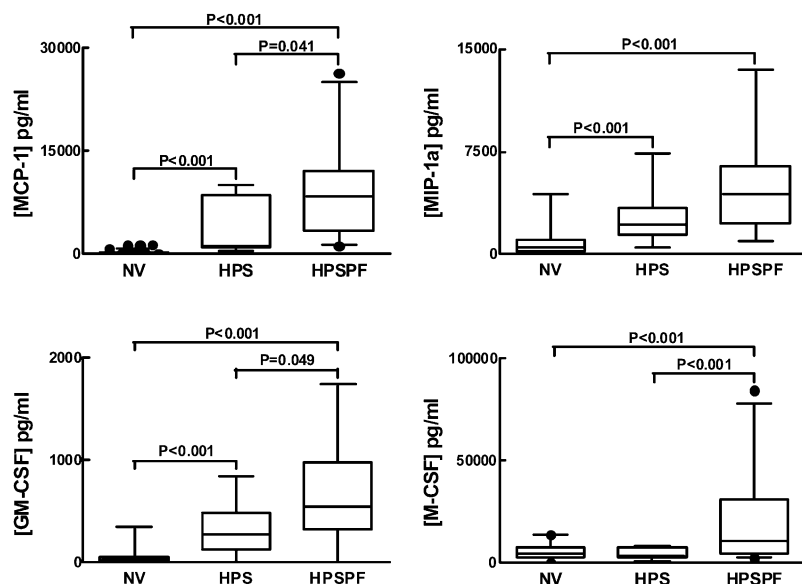 P<0.001
P=0.041
P<0.001
30000
15000
0
[MCP-1] pg/ml
NV HPS HPSPF
P<0.001
P<0.001
15000
7500
0
[MIP-1a] pg/ml
NV HPS HPSPF
P<0.001
P=0.049
P<0.001
2000
1000
0
[GM-CSF] pg/ml
NV HPS HPSPF
P<0.001
P<0.001
100000
50000
0
[M-CSF] pg/ml
NV HPS HPSPF